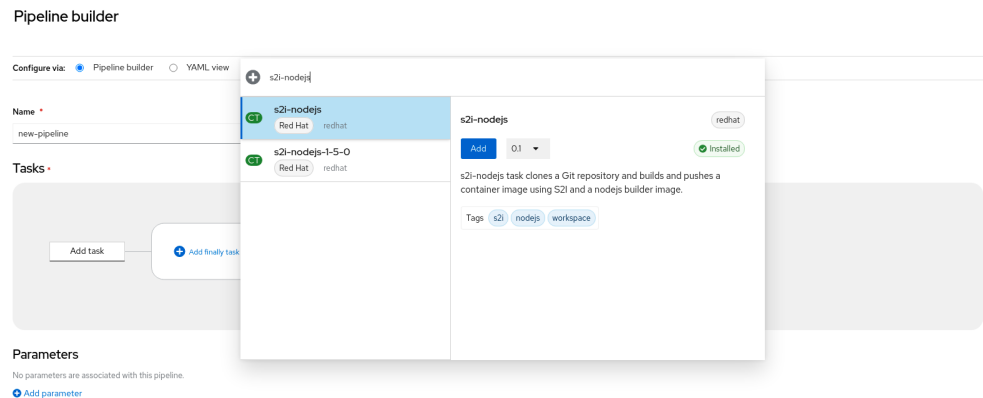 Pipeline builder
Configure via: Pipeline builder YAML view
Name *
new-pipeline
Tasks *
Add task
Add finally task
s2i-nodejs
CT s2i-nodejs
Red Hat redhat
CT s2i-nodejs-1-5-0
Red Hat redhat
s2i-nodejs redhat
Add 0.1 Installed
s2i-nodejs task clones a Git repository and builds and pushes a
container image using S2I and a nodejs builder image.
Tags s2i nodejs workspace
Parameters
No parameters are associated with this pipeline.
Add parameter